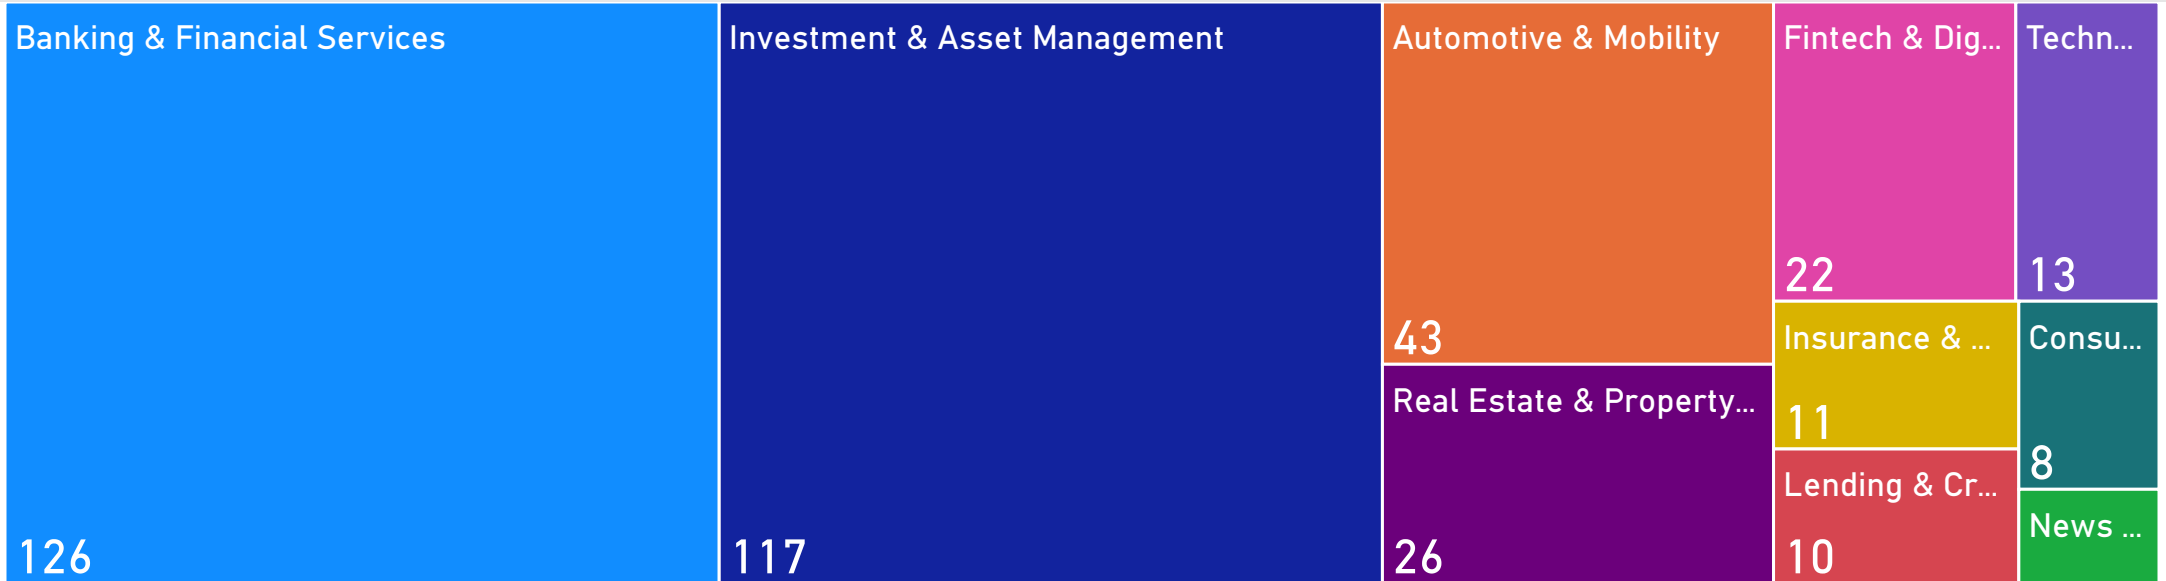 Banking & Financial Services
126
Investment & Asset Management
117
Automotive & Mobility
43
Real Estate & Property...
26
Fintech & Dig...
22
Techn...
13
Insurance & ...
11
Lending & Cr...
10
Consu...
8
News ...